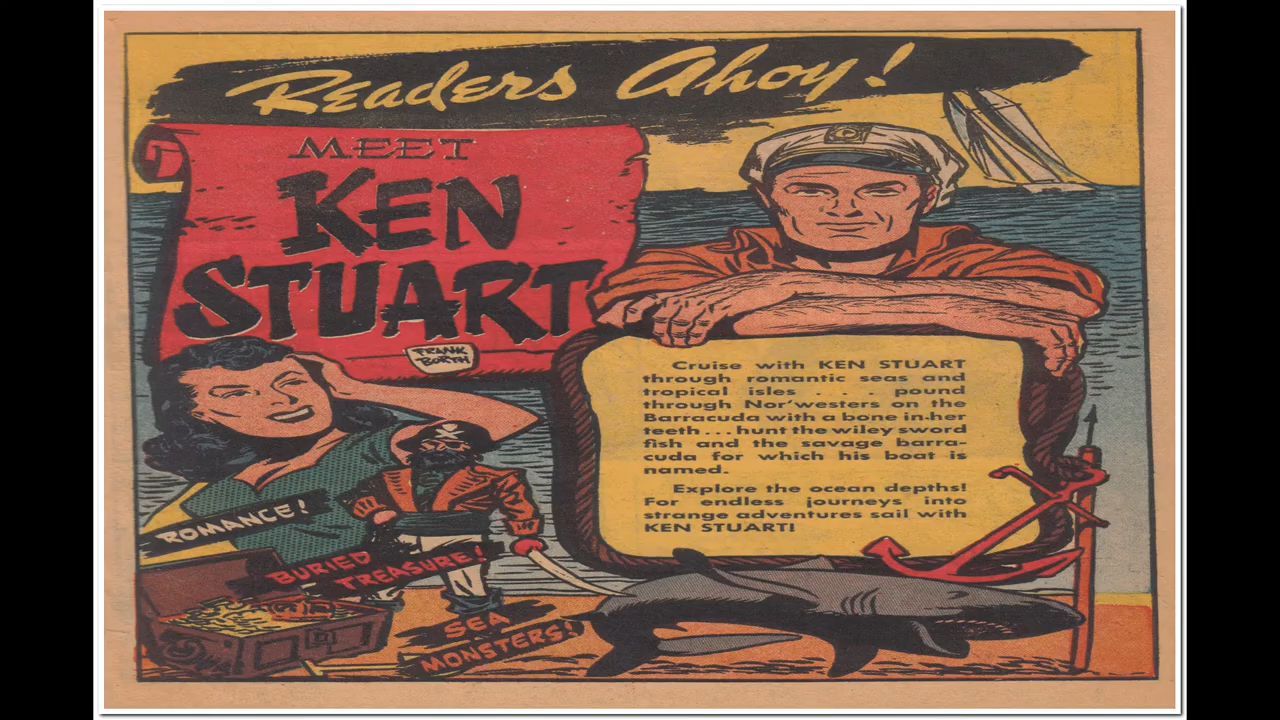 Readers Ahoy!
MEET
KEN
STUART
FRANK
BORTH
Cruise with KEN STUART
through romantic seas and
tropical isles . . . . pound
through Nor'westers on the
Barracuda with a bone in her
teeth . . . hunt the wiley sword
fish and the savage barra-
cuda for which his boat is
named.
Explore the ocean depths!
For endless journeys into
strange adventures sail with
KEN STUART!
ROMANCE!
BURIED
TREASURE!
SEA
MONSTERS!